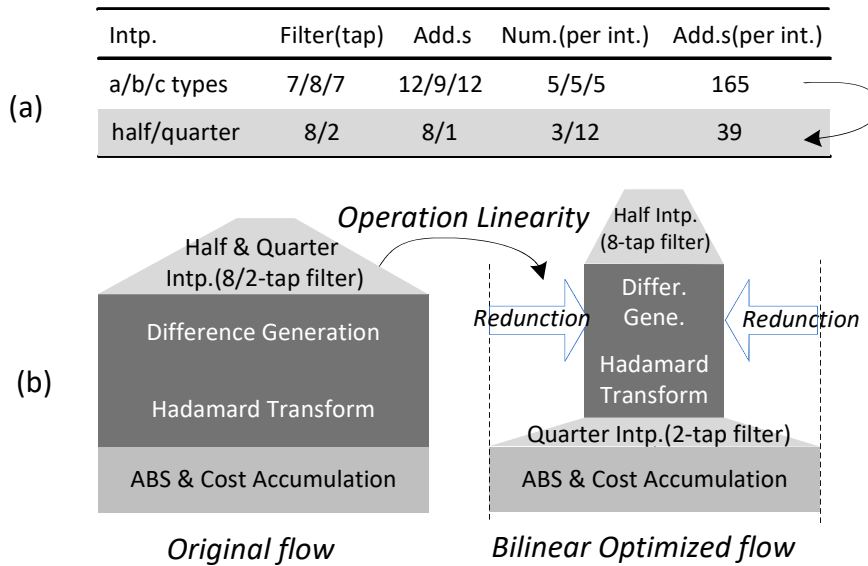 (a)
Intp. Filter(tap) Add.s Num.(per int.) Add.s(per int.)
a/b/c types 7/8/7 12/9/12 5/5/5 165
half/quarter 8/2 8/1 3/12 39
(b)
Operation Linearity
Half & Quarter
Intp.(8/2-tap filter)
Difference Generation
Hadamard Transform
ABS & Cost Accumulation
Original flow
Half Intp.
(8-tap filter)
Redunction
Differ.
Gene.
Redunction
Hadamard
Transform
Quarter Intp.(2-tap filter)
ABS & Cost Accumulation
Bilinear Optimized flow